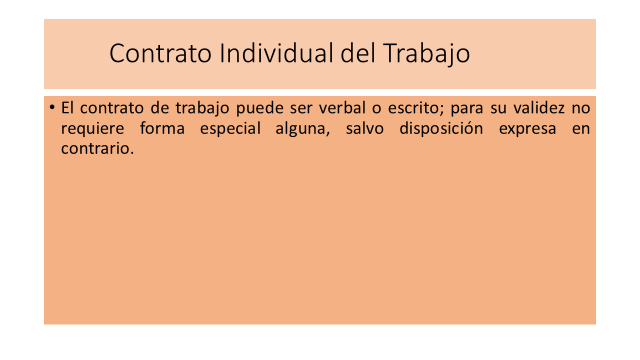 Contrato Individual del Trabajo
• El contrato de trabajo puede ser verbal o escrito; para su validez no
requiere forma especial alguna, salvo disposición expresa en
contrario.